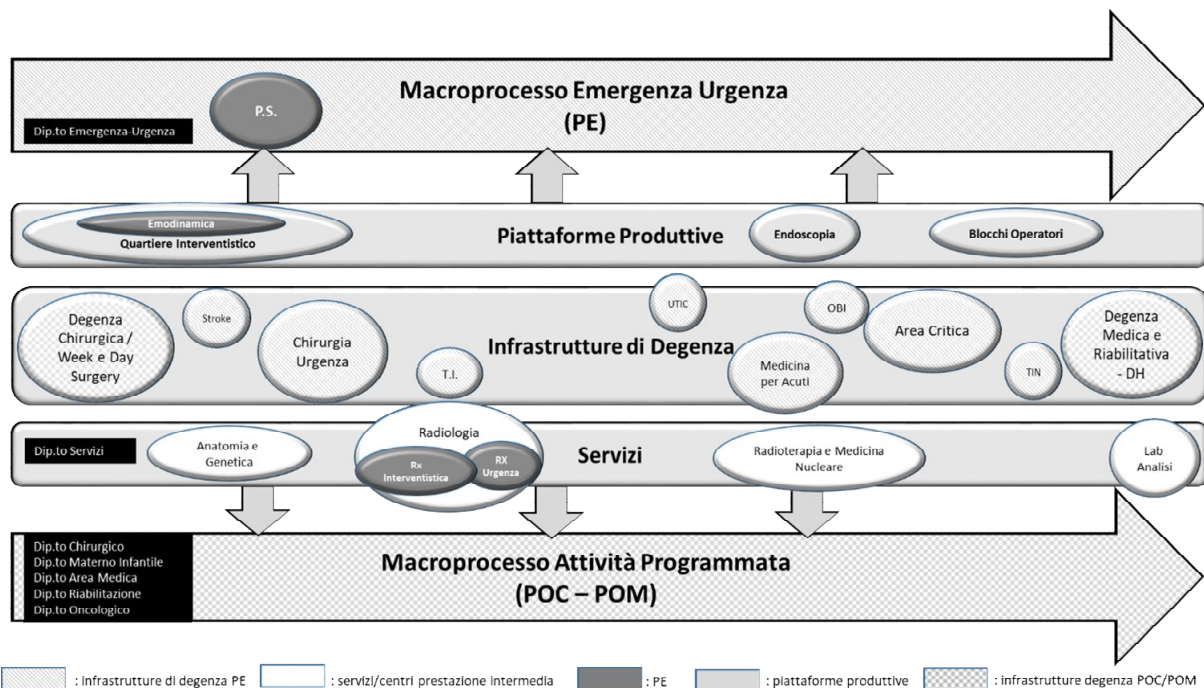 Macroprocesso Emergenza Urgenza
(PE)
P.S.
Dip.to Emergenza-Urgenza
Emodinamica
Quartiere Interventistico
Piattaforme Produttive
Endoscopia
Blocchi Operatori
Degenza
Chirurgica /
Week e Day
Surgery
Stroke
Chirurgia
Urgenza
T.I.
Infrastrutture di Degenza
UTIC
Medicina
per Acuti
OBI
Area Critica
TIN
Degenza
Medica e
Riabilitativa
- DH
Dip.to Servizi
Anatomia e
Genetica
Radiologia
Rx
Interventistica
RX
Urgenza
Servizi
Radioterapia e Medicina
Nucleare
Lab
Analisi
Dip.to Chirurgico
Dip.to Materno Infantile
Dip.to Area Medica
Dip.to Riabilitazione
Dip.to Oncologico
Macroprocesso Attività Programmata
(POC – POM)
: infrastrutture di degenza PE
: servizi/centri prestazione intermedia
: PE
: piattaforme produttive
: infrastrutture degenza POC/POM